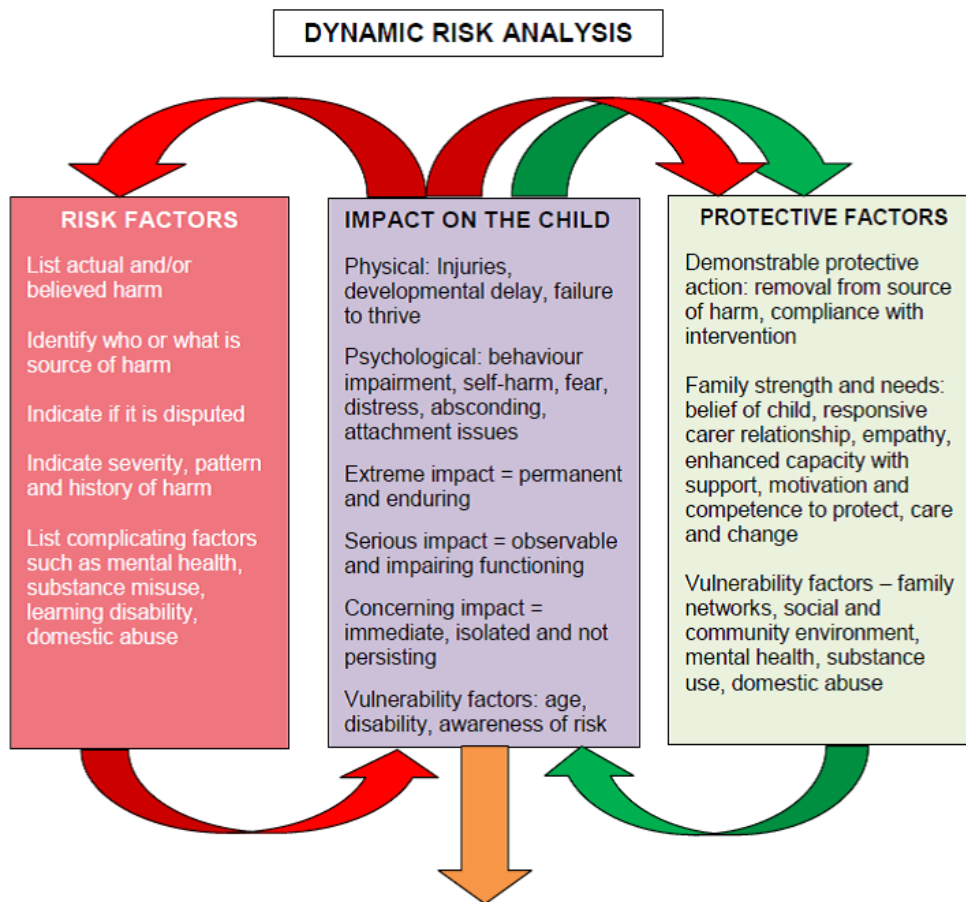 DYNAMIC RISK ANALYSIS
RISK FACTORS
List actual and/or
believed harm
Identify who or what is
source of harm
Indicate if it is disputed
Indicate severity, pattern
and history of harm
List complicating factors
such as mental health,
substance misuse,
learning disability,
domestic abuse
IMPACT ON THE CHILD
Physical: Injuries,
developmental delay, failure
to thrive
Psychological: behaviour
impairment, self-harm, fear,
distress, absconding,
attachment issues
Extreme impact = permanent
and enduring
Serious impact = observable
and impairing functioning
Concerning impact =
immediate, isolated and not
persisting
Vulnerability factors: age,
disability, awareness of risk
PROTECTIVE FACTORS
Demonstrable protective
action: removal from source
of harm, compliance with
intervention
Family strength and needs:
belief of child, responsive
carer relationship, empathy,
enhanced capacity with
support, motivation and
competence to protect, care
and change
Vulnerability factors – family
networks, social and
community environment,
mental health, substance
use, domestic abuse